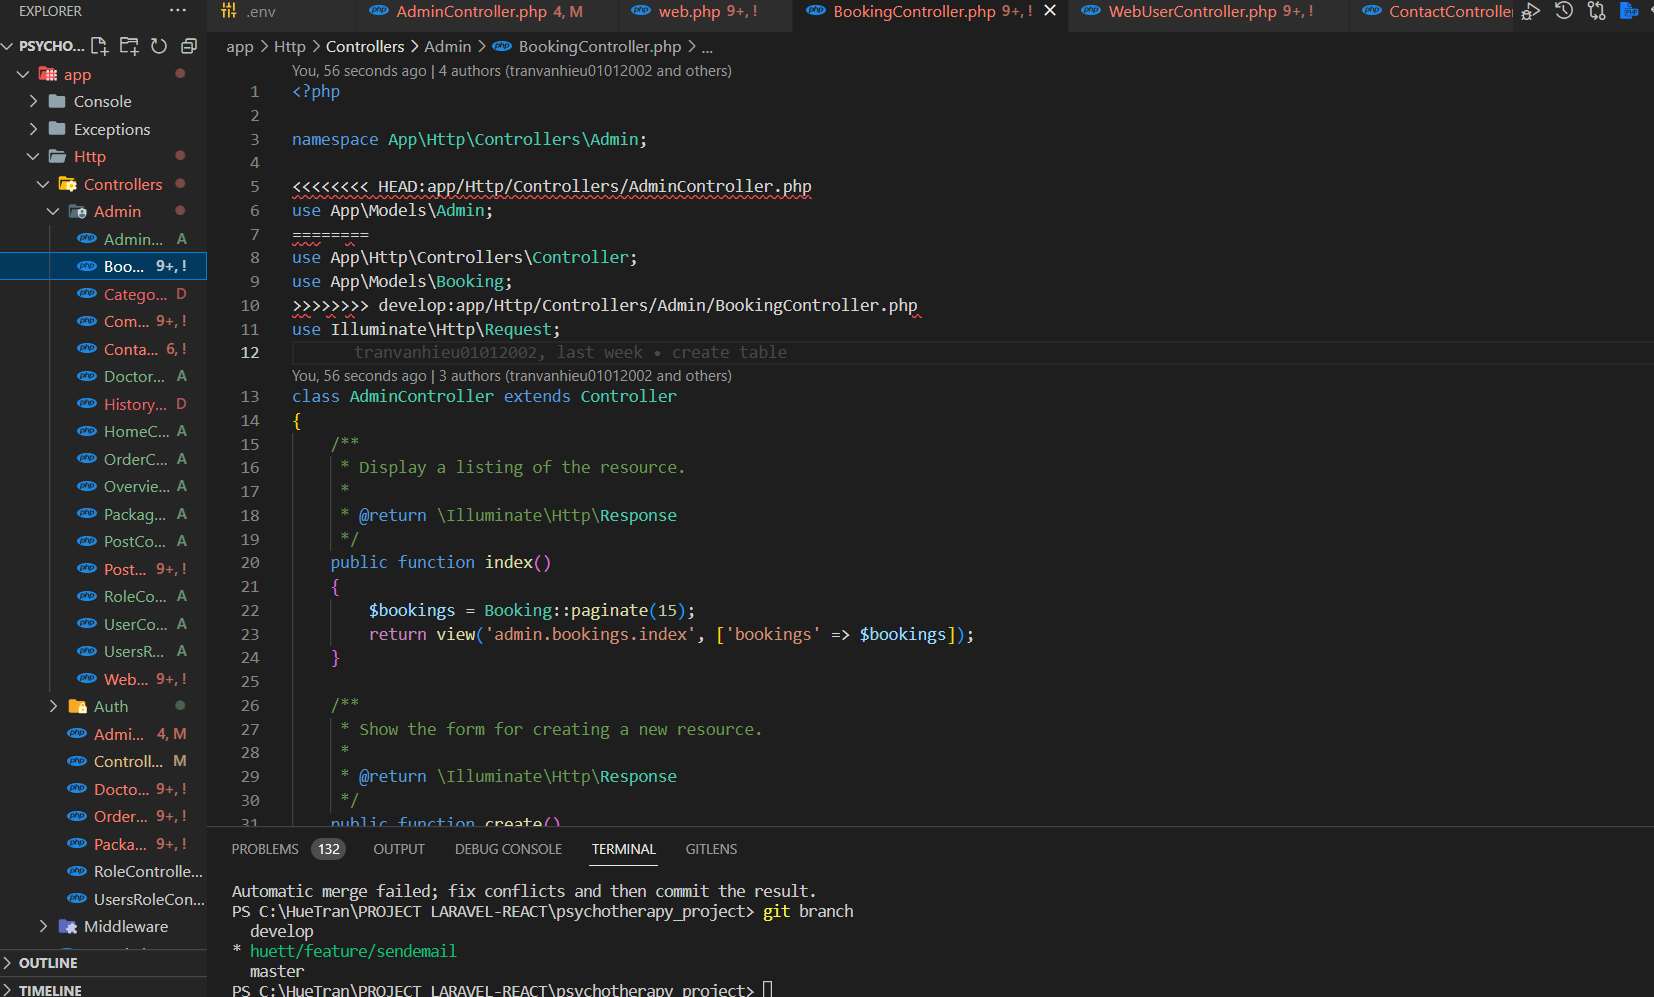 EXPLORER ...
.env
AdminController.php 4, M
web.php 9+, !
BookingController.php 9+, !
WebUserController.php 9+, !
ContactControlle
PSYCHO...
app > Http > Controllers > Admin > BookingController.php > ...
app
Console
Exceptions
Http
Controllers
Admin
Admin... A
Boo... 9+, !
Catego... D
Com... 9+, !
Conta... 6, !
Doctor... A
History... D
HomeC... A
OrderC... A
Overvie... A
Packag... A
PostCo... A
Post... 9+, !
RoleCo... A
UserCo... A
UsersR... A
Web... 9+, !
Auth
Admi... 4, M
Controll... M
Docto... 9+, !
Order... 9+, !
Packa... 9+, !
RoleControlle...
UsersRoleCon...
Middleware
OUTLINE
TIMELINE
You, 56 seconds ago | 4 authors (tranvanhieu01012002 and others)
1 <?php
2
3 namespace App\Http\Controllers\Admin;
4
5 <<<<<<<< HEAD:app/Http/Controllers/AdminController.php
6 use App\Models\Admin;
7 ========
8 use App\Http\Controllers\Controller;
9 use App\Models\Booking;
10 >>>>>>>> develop:app/Http/Controllers/Admin/BookingController.php
11 use Illuminate\Http\Request;
12 tranvanhieu01012002, last week • create table
You, 56 seconds ago | 3 authors (tranvanhieu01012002 and others)
13 class AdminController extends Controller
14 {
15 /**
16 * Display a listing of the resource.
17 *
18 * @return \Illuminate\Http\Response
19 */
20 public function index()
21 {
22 $bookings = Booking::paginate(15);
23 return view('admin.bookings.index', ['bookings' => $bookings]);
24 }
25
26 /**
27 * Show the form for creating a new resource.
28 *
29 * @return \Illuminate\Http\Response
30 */
31 public function create()
PROBLEMS 132 OUTPUT DEBUG CONSOLE TERMINAL GITLENS
Automatic merge failed; fix conflicts and then commit the result.
PS C:\HueTran\PROJECT LARAVEL-REACT\psychotherapy_project> git branch
develop
* huett/feature/sendemail
master
PS C:\HueTran\PROJECT LARAVEL-REACT\psychotherapy_project>